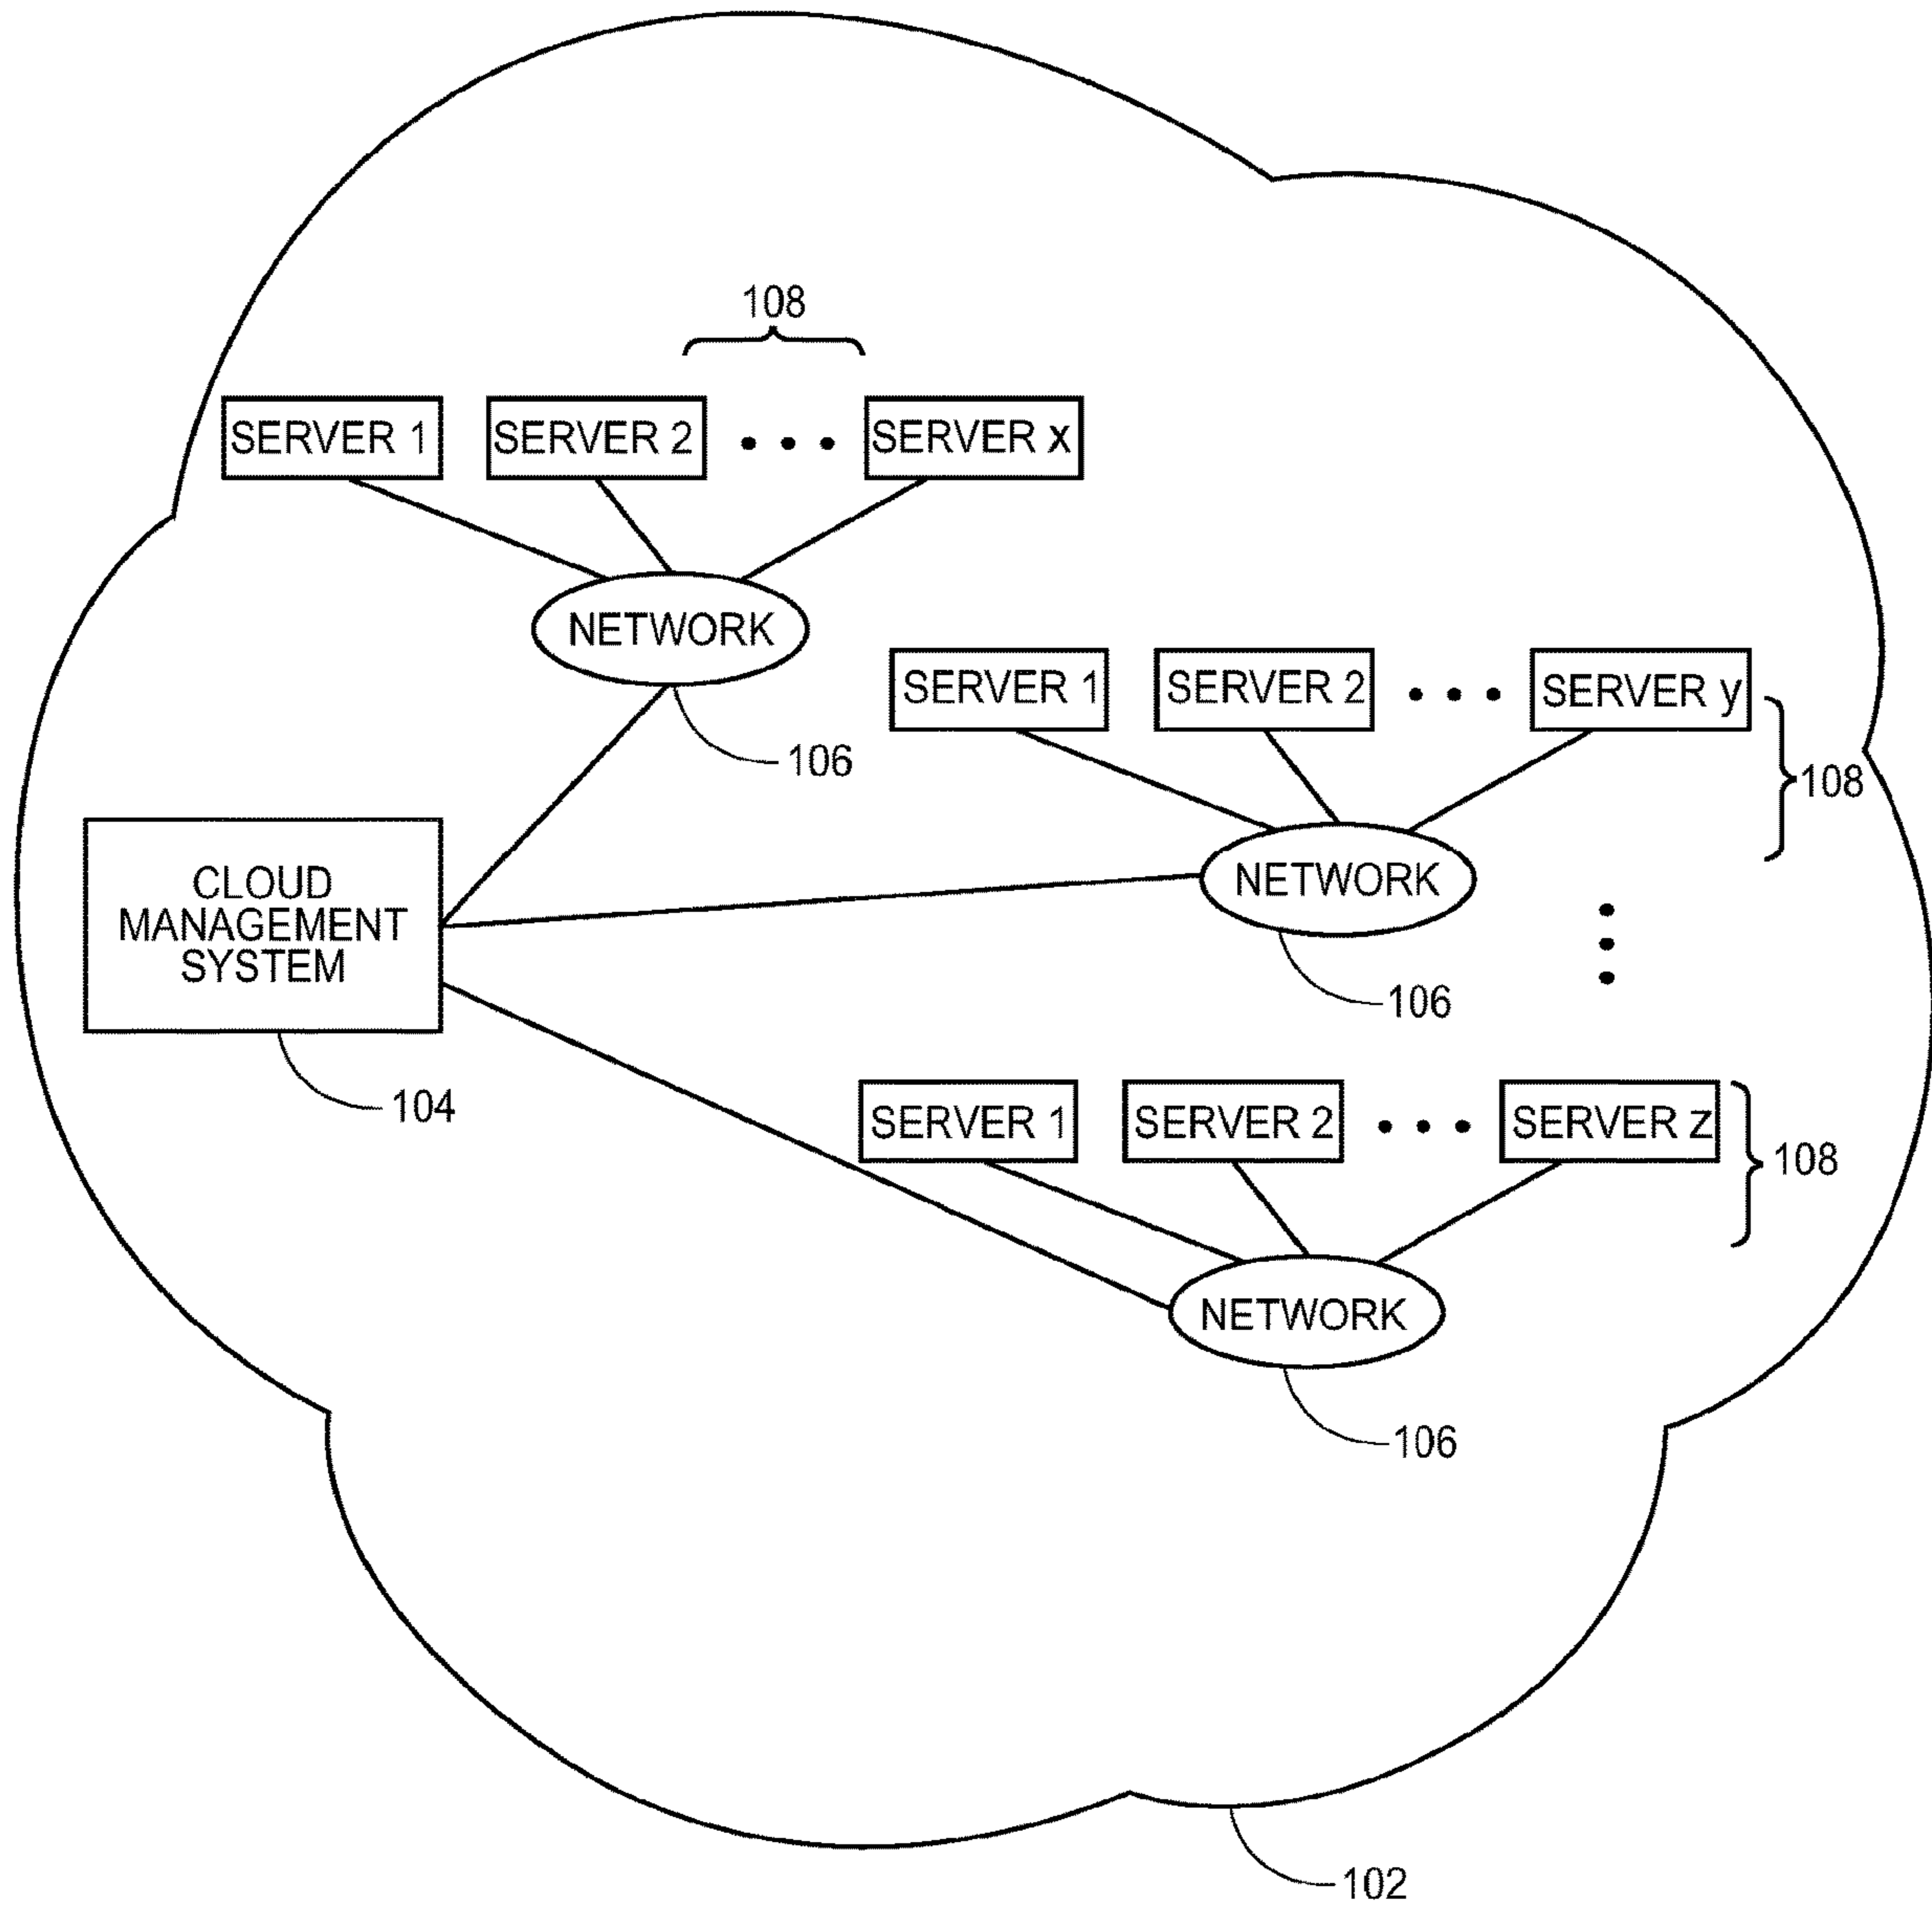 108
SERVER 1 SERVER 2 • • • SERVER x
NETWORK
106
SERVER 1 SERVER 2 • • • SERVER y
108
NETWORK
106
CLOUD
MANAGEMENT
SYSTEM
104
SERVER 1 SERVER 2 • • • SERVER z
108
NETWORK
106
102